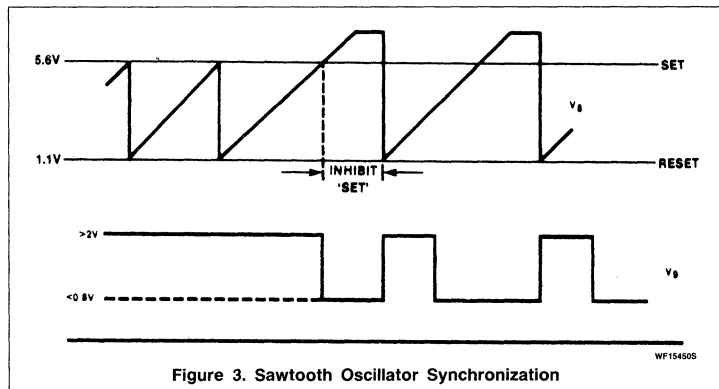 5.6V
SET
V8
1.1V
RESET
INHIBIT
'SET'
>2V
V9
<0 8V
WF15450S
Figure 3. Sawtooth Oscillator Synchronization